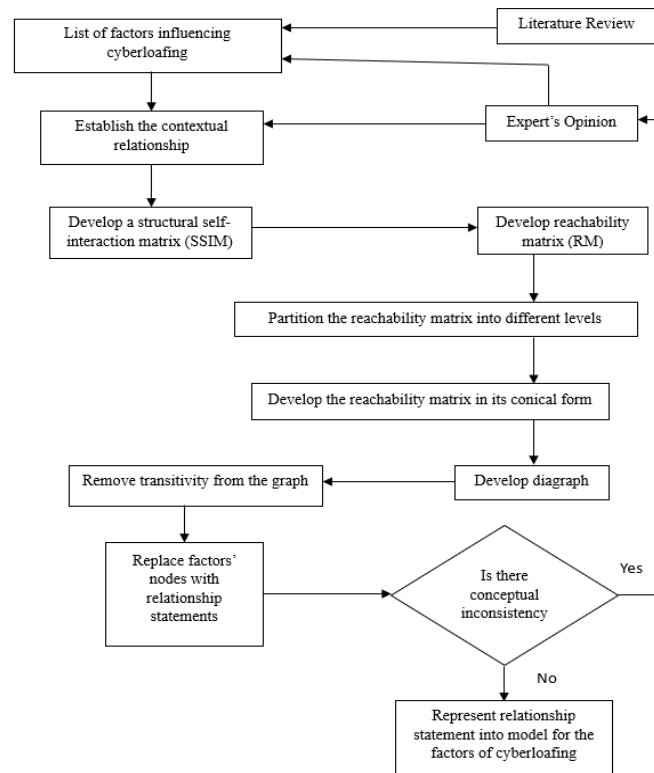 List of factors influencing
cyberloafing
Literature Review
Establish the contextual
relationship
Expert's Opinion
Develop a structural self-
interaction matrix (SSIM)
Develop reachability
matrix (RM)
Partition the reachability matrix into different levels
Develop the reachability matrix in its conical form
Remove transitivity from the graph
Develop diagraph
Replace factors'
nodes with
relationship
statements
Is there
conceptual
inconsistency
Yes
No
Represent relationship
statement into model for the
factors of cyberloafing